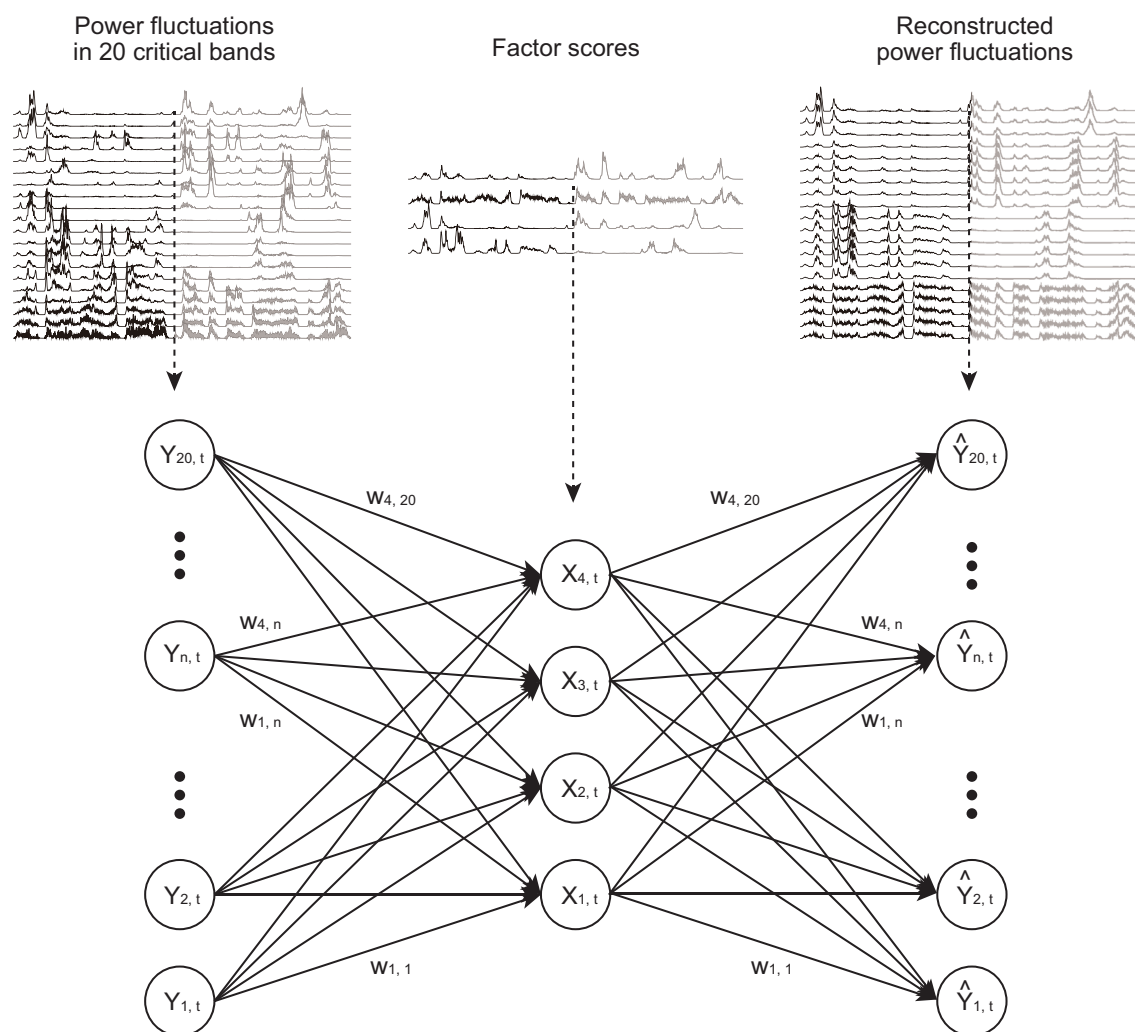 Power fluctuations
in 20 critical bands
Factor scores
Reconstructed
power fluctuations
Y20, t
Ŷ20, t
w4, 20
w4, 20
X4, t
w4, n
w4, n
Yn, t
Ŷn, t
X3, t
w1, n
w1, n
X2, t
Y2, t
X1, t
Ŷ2, t
w1, 1
w1, 1
Y1, t
Ŷ1, t